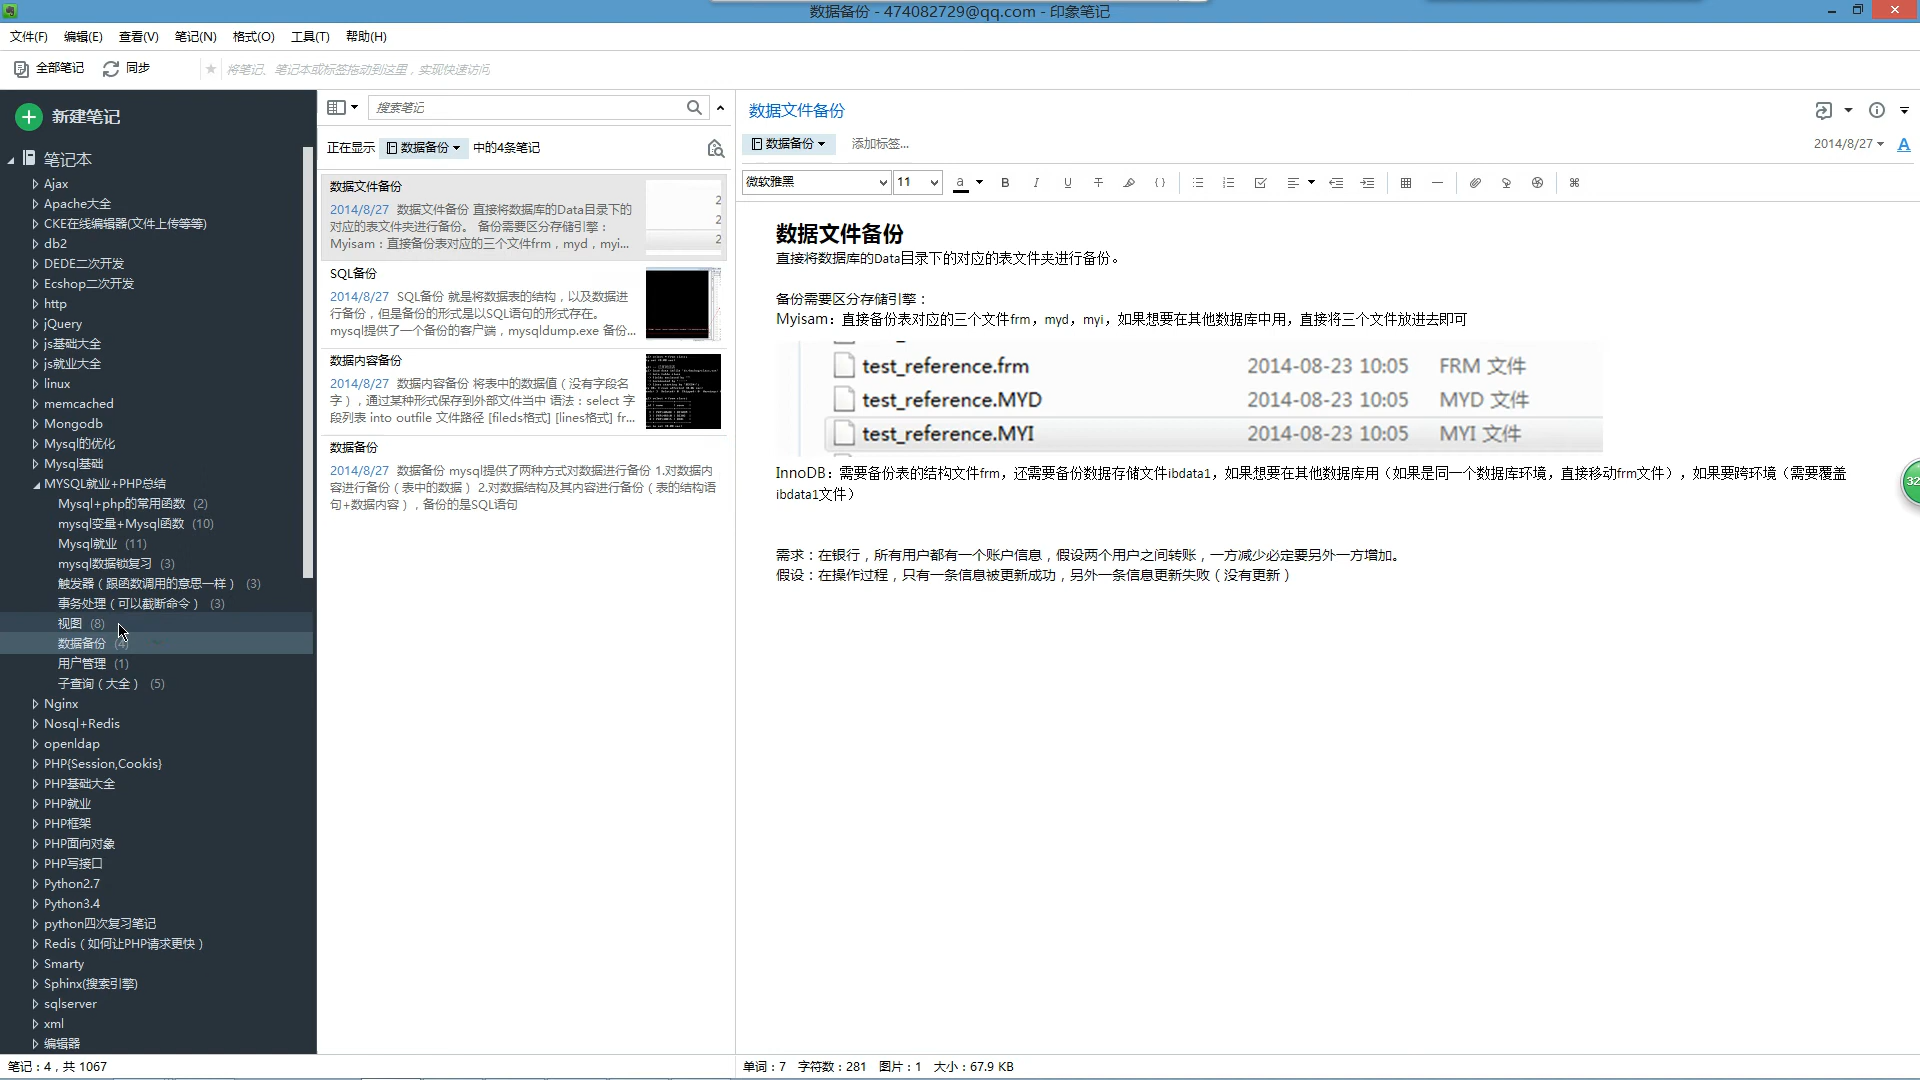 数据备份 - 474082729@qq.com - 印象笔记
文件(F) 编辑(E) 查看(V) 笔记(N) 格式(O) 工具(T) 帮助(H)
全部笔记 同步 将笔记、笔记本或标签拖动到这里，实现快速访问
新建笔记
笔记本
Ajax
Apache大全
CKE在线编辑器(文件上传等等)
db2
DEDE二次开发
Ecshop二次开发
http
jQuery
js基础大全
js就业大全
linux
memcached
Mongodb
Mysql的优化
Mysql基础
MYSQL就业+PHP总结
Mysql+php的常用函数 (2)
mysql变量+Mysql函数 (10)
Mysql就业 (11)
mysql数据锁复习 (3)
触发器（跟函数调用的意思一样） (3)
事务处理（可以截断命令） (3)
视图 (8)
数据备份 (4)
用户管理 (1)
子查询（大全） (5)
Nginx
Nosql+Redis
openldap
PHP{Session,Cookis}
PHP基础大全
PHP就业
PHP框架
PHP面向对象
PHP写接口
Python2.7
Python3.4
python四次复习笔记
Redis（如何让PHP请求更快）
Smarty
Sphinx(搜索引擎)
sqlserver
xml
编辑器
笔记：4，共 1067
搜索笔记
正在显示 数据备份 中的4条笔记
数据文件备份
2014/8/27 数据文件备份 直接将数据库的Data目录下的
对应的表文件夹进行备份。 备份需要区分存储引擎：
Myisam：直接备份表对应的三个文件frm，myd，myi...
2
2
2
SQL备份
2014/8/27 SQL备份 就是将数据表的结构，以及数据进
行备份，但是备份的形式是以SQL语句的形式存在。
mysql提供了一个备份的客户端，mysqldump.exe 备份...
数据内容备份
2014/8/27 数据内容备份 将表中的数据值（没有字段名
字），通过某种形式保存到外部文件当中 语法：select 字
段列表 into outfile 文件路径 [fileds格式] [lines格式] fr...
数据备份
2014/8/27 数据备份 mysql提供了两种方式对数据进行备份 1.对数据内
容进行备份（表中的数据） 2.对数据结构及其内容进行备份（表的结构语
句+数据内容），备份的是SQL语句
数据文件备份
数据备份 添加标签... 2014/8/27 A
微软雅黑 11 a B I U T
数据文件备份
直接将数据库的Data目录下的对应的表文件夹进行备份。
备份需要区分存储引擎：
Myisam：直接备份表对应的三个文件frm，myd，myi，如果想要在其他数据库中用，直接将三个文件放进去即可
test_reference.frm 2014-08-23 10:05 FRM 文件
test_reference.MYD 2014-08-23 10:05 MYD 文件
test_reference.MYI 2014-08-23 10:05 MYI 文件
InnoDB：需要备份表的结构文件frm，还需要备份数据存储文件ibdata1，如果想要在其他数据库用（如果是同一个数据库环境，直接移动frm文件），如果要跨环境（需要覆盖
ibdata1文件）
需求：在银行，所有用户都有一个账户信息，假设两个用户之间转账，一方减少必定要另外一方增加。
假设：在操作过程，只有一条信息被更新成功，另外一条信息更新失败（没有更新）
32
单词：7 字符数：281 图片：1 大小：67.9 KB